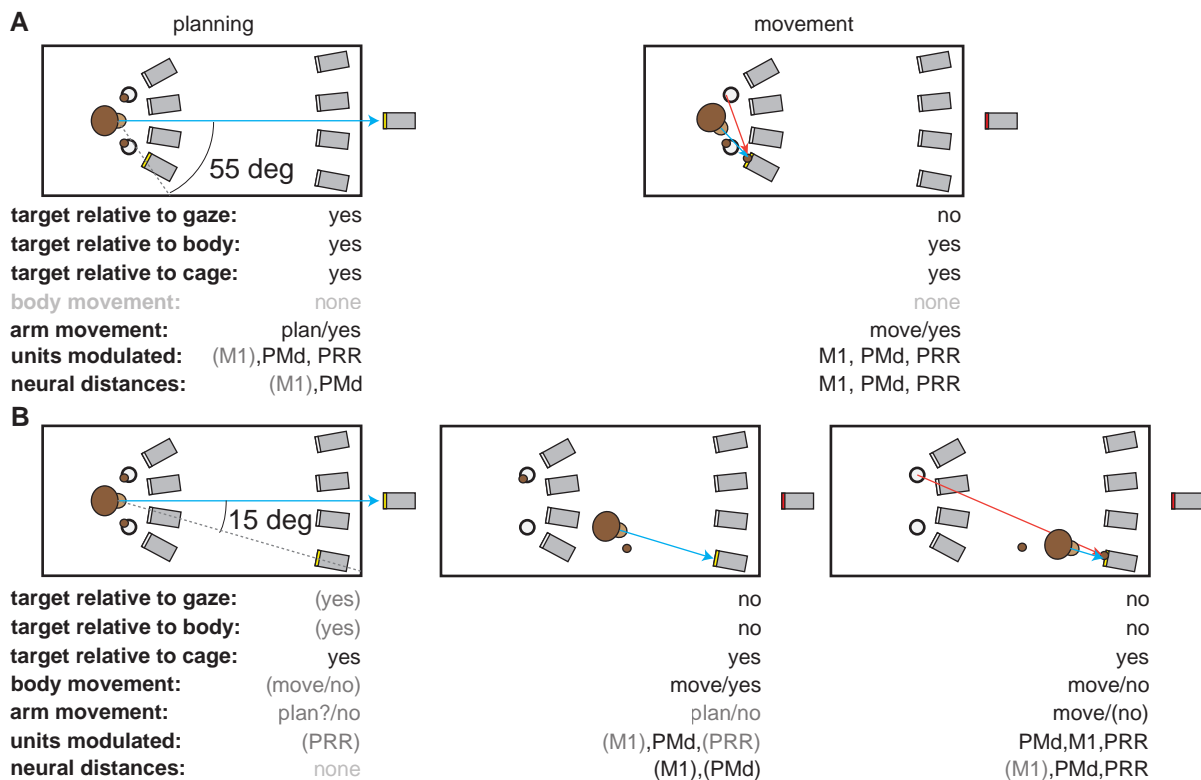 A
planning movement
55 deg
target relative to gaze: yes no
target relative to body: yes yes
target relative to cage: yes yes
body movement: none none
arm movement: plan/yes move/yes
units modulated: (M1),PMd, PRR M1, PMd, PRR
neural distances: (M1),PMd M1, PMd, PRR
B
15 deg
target relative to gaze: (yes) no no
target relative to body: (yes) no no
target relative to cage: yes yes yes
body movement: (move/no) move/yes move/no
arm movement: plan?/no plan/no move/(no)
units modulated: (PRR) (M1),PMd,(PRR) PMd,M1,PRR
neural distances: none (M1),(PMd) (M1),PMd,PRR